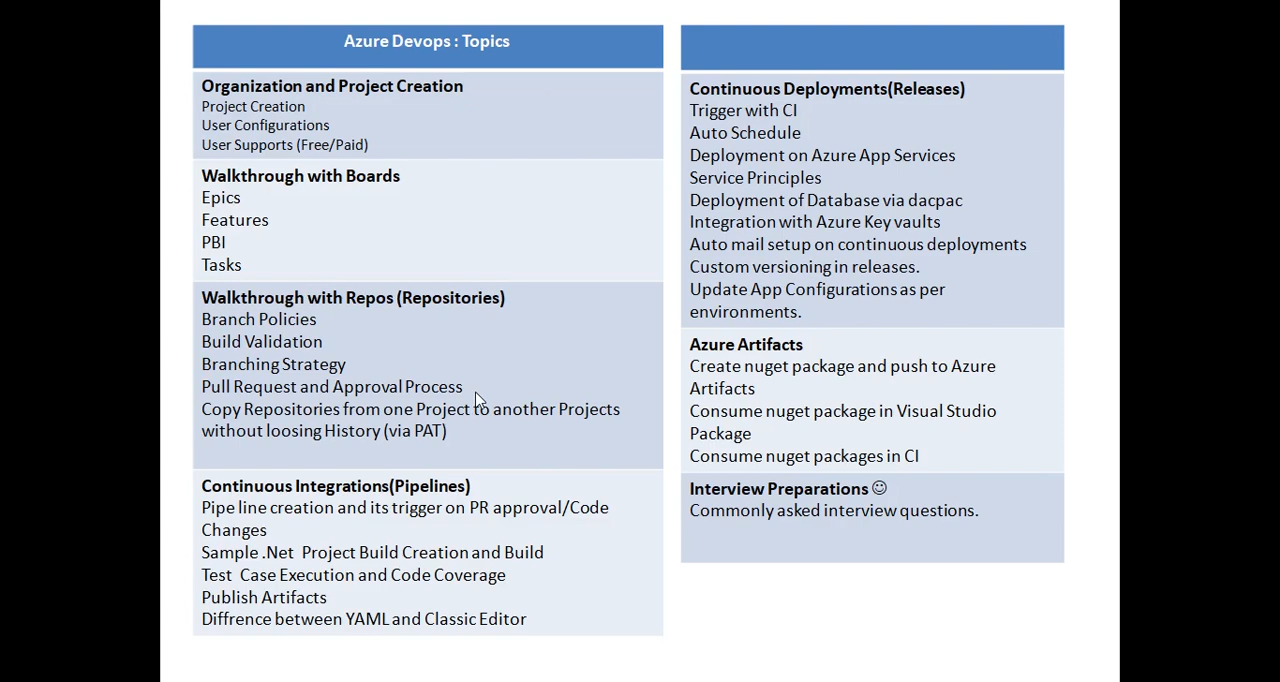 Azure Devops : Topics
Organization and Project Creation
Project Creation
User Configurations
User Supports (Free/Paid)
Walkthrough with Boards
Epics
Features
PBI
Tasks
Walkthrough with Repos (Repositories)
Branch Policies
Build Validation
Branching Strategy
Pull Request and Approval Process
Copy Repositories from one Project to another Projects
without loosing History (via PAT)
Continuous Integrations(Pipelines)
Pipe line creation and its trigger on PR approval/Code
Changes
Sample .Net Project Build Creation and Build
Test Case Execution and Code Coverage
Publish Artifacts
Diffrence between YAML and Classic Editor
Continuous Deployments(Releases)
Trigger with CI
Auto Schedule
Deployment on Azure App Services
Service Principles
Deployment of Database via dacpac
Integration with Azure Key vaults
Auto mail setup on continuous deployments
Custom versioning in releases.
Update App Configurations as per
environments.
Azure Artifacts
Create nuget package and push to Azure
Artifacts
Consume nuget package in Visual Studio
Package
Consume nuget packages in CI
Interview Preparations ☺
Commonly asked interview questions.